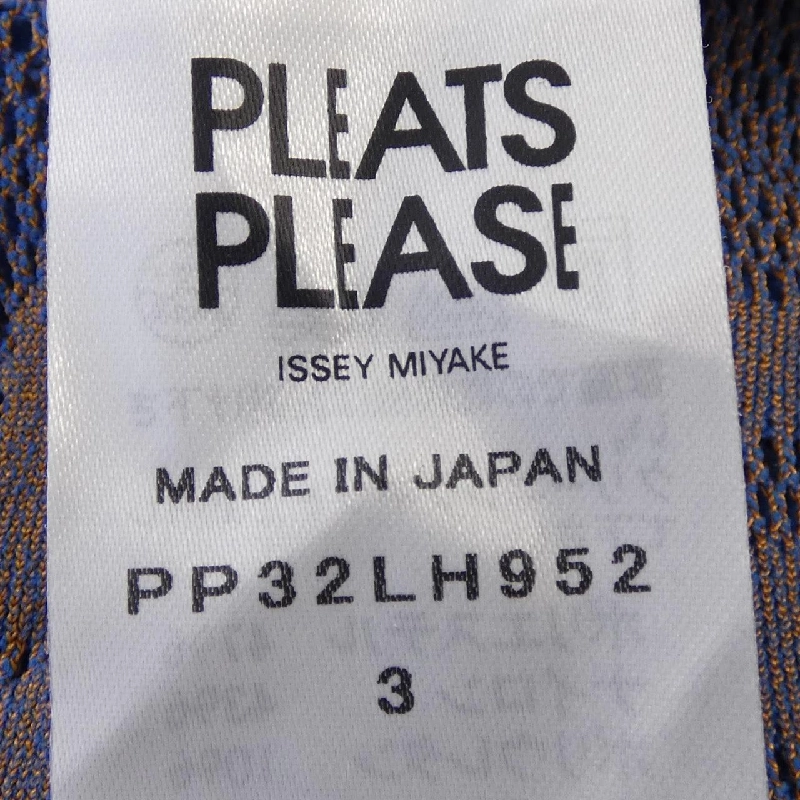 PLEATS
PLEASE
ISSEY MIYAKE
MADE IN JAPAN
PP32LH952
3